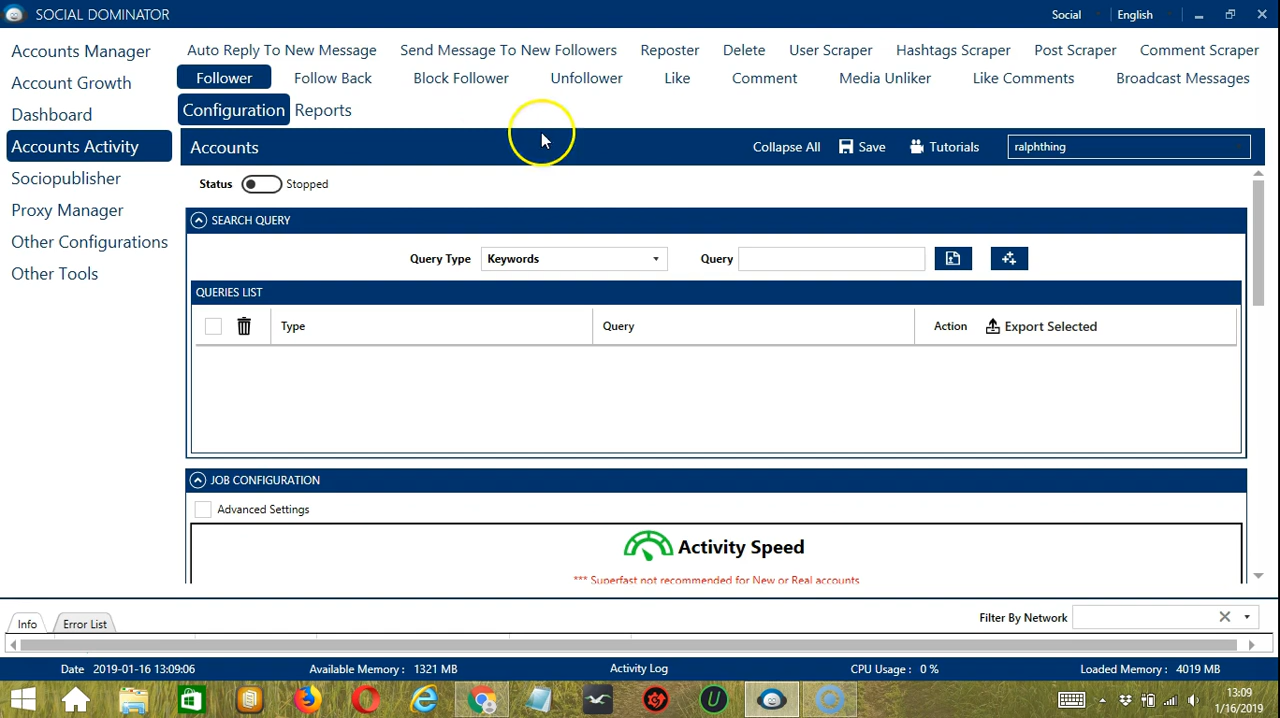 SOCIAL DOMINATOR Social English
Accounts Manager
Account Growth
Dashboard
Accounts Activity
Sociopublisher
Proxy Manager
Other Configurations
Other Tools
Auto Reply To New Message Send Message To New Followers Reposter Delete User Scraper Hashtags Scraper Post Scraper Comment Scraper
Follower Follow Back Block Follower Unfollower Like Comment Media Unliker Like Comments Broadcast Messages
Configuration Reports
Accounts Collapse All Save Tutorials ralphthing
Status Stopped
SEARCH QUERY
Query Type Keywords Query
QUERIES LIST
Type Query Action Export Selected
JOB CONFIGURATION
Advanced Settings
Activity Speed
*** Superfast not recommended for New or Real accounts
Info Error List Filter By Network
Date 2019-01-16 13:09:06 Available Memory : 1321 MB Activity Log CPU Usage : 0 % Loaded Memory : 4019 MB
13:09
1/16/2019